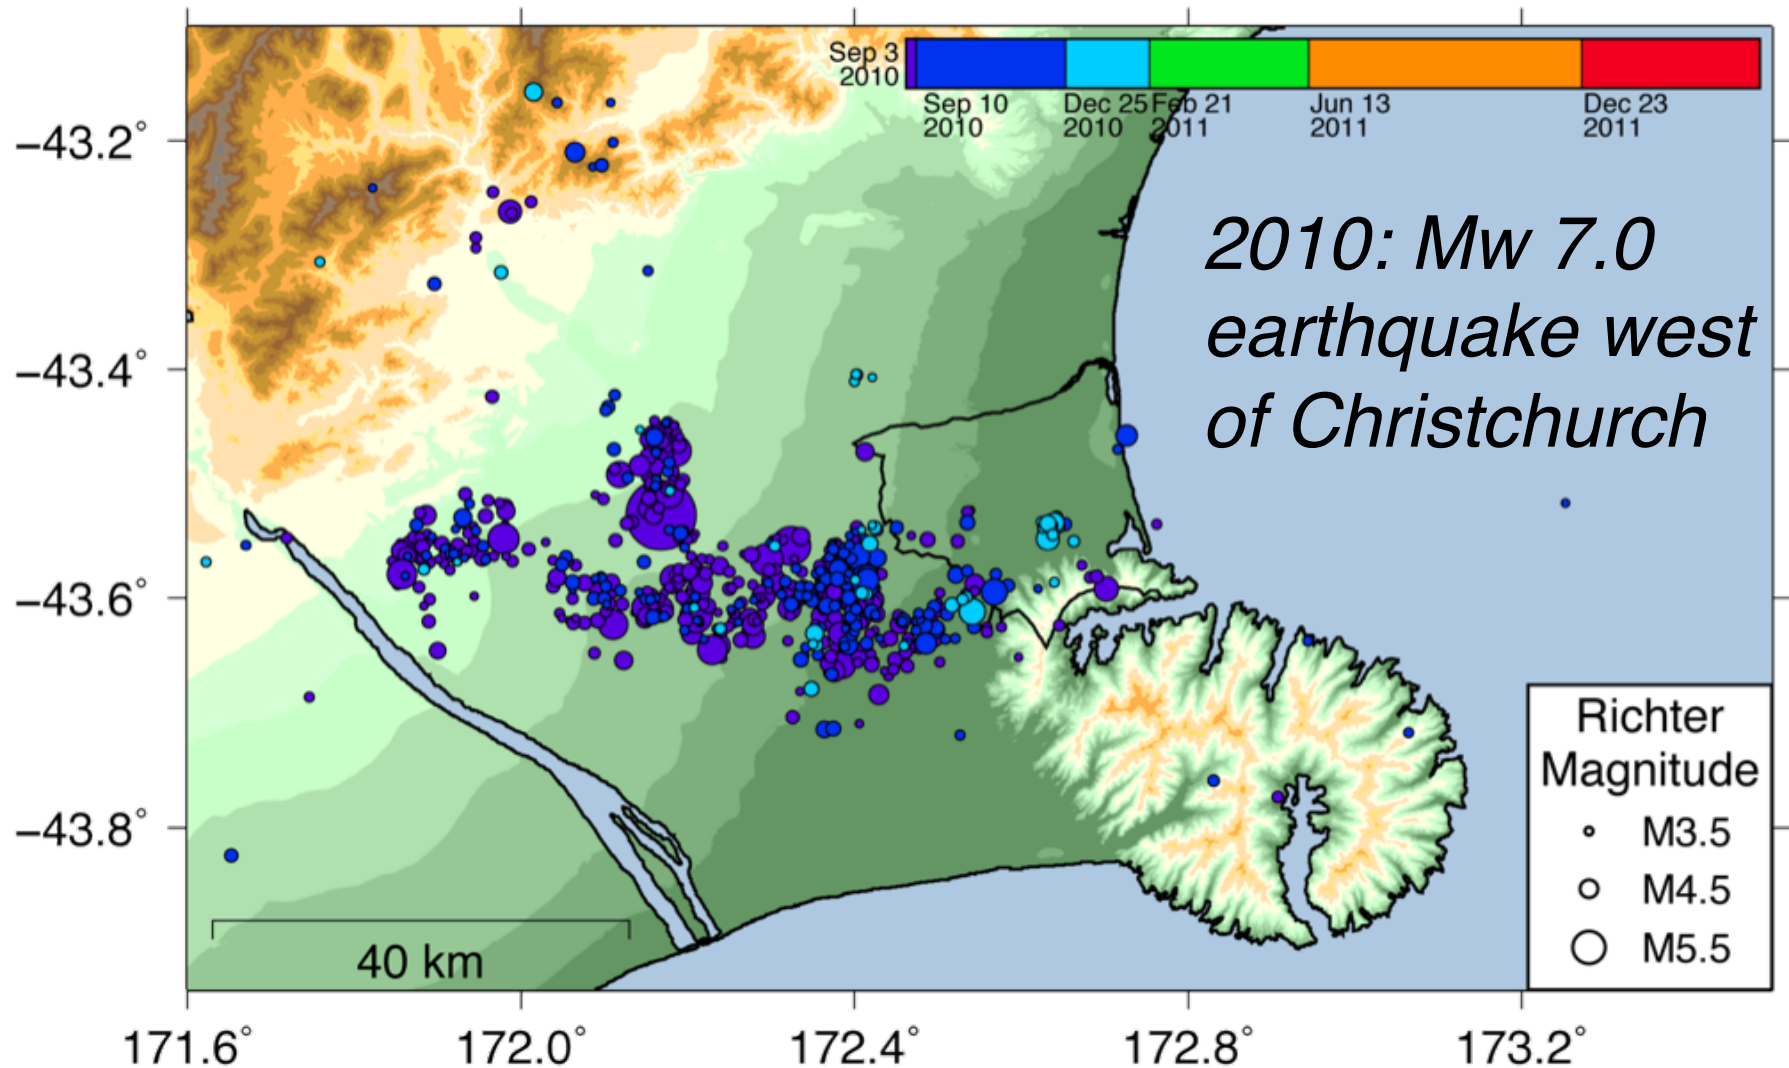 Sep 3
2010
Sep 10
2010
Dec 25
2010
Feb 21
2011
Jun 13
2011
Dec 23
2011
−43.2°
−43.4°
−43.6°
−43.8°
2010: Mw 7.0
earthquake west
of Christchurch
Richter
Magnitude
M3.5
M4.5
M5.5
40 km
171.6°
172.0°
172.4°
172.8°
173.2°